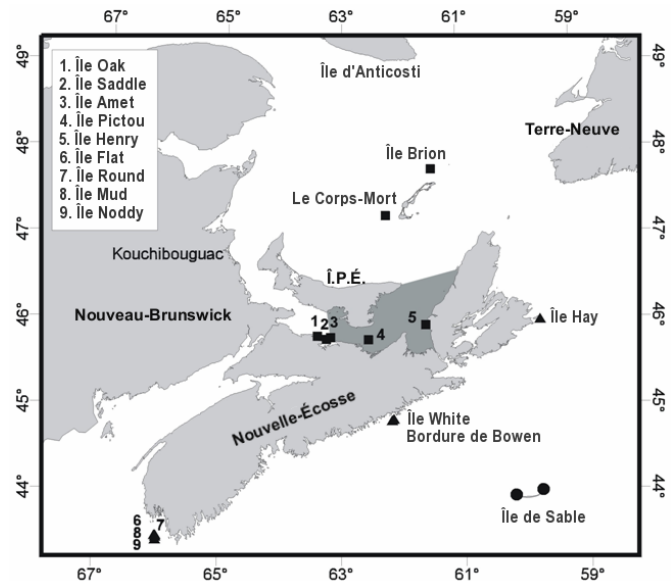 67° 65° 63° 61° 59°
49°
48°
47°
46°
45°
44°
1. Île Oak
2. Île Saddle
3. Île Amet
4. Île Pictou
5. Île Henry
6. Île Flat
7. Île Round
8. Île Mud
9. Île Noddy
Île d'Anticosti
Terre-Neuve
Île Brion
Le Corps-Mort
Kouchibouguac
Î.P.É.
Nouveau-Brunswick
1 2 3
4
5
Île Hay
Nouvelle-Écosse
Île White
Bordure de Bowen
6 7
8
9
Île de Sable
49°
48°
47°
46°
45°
44°
67° 65° 63° 61° 59°